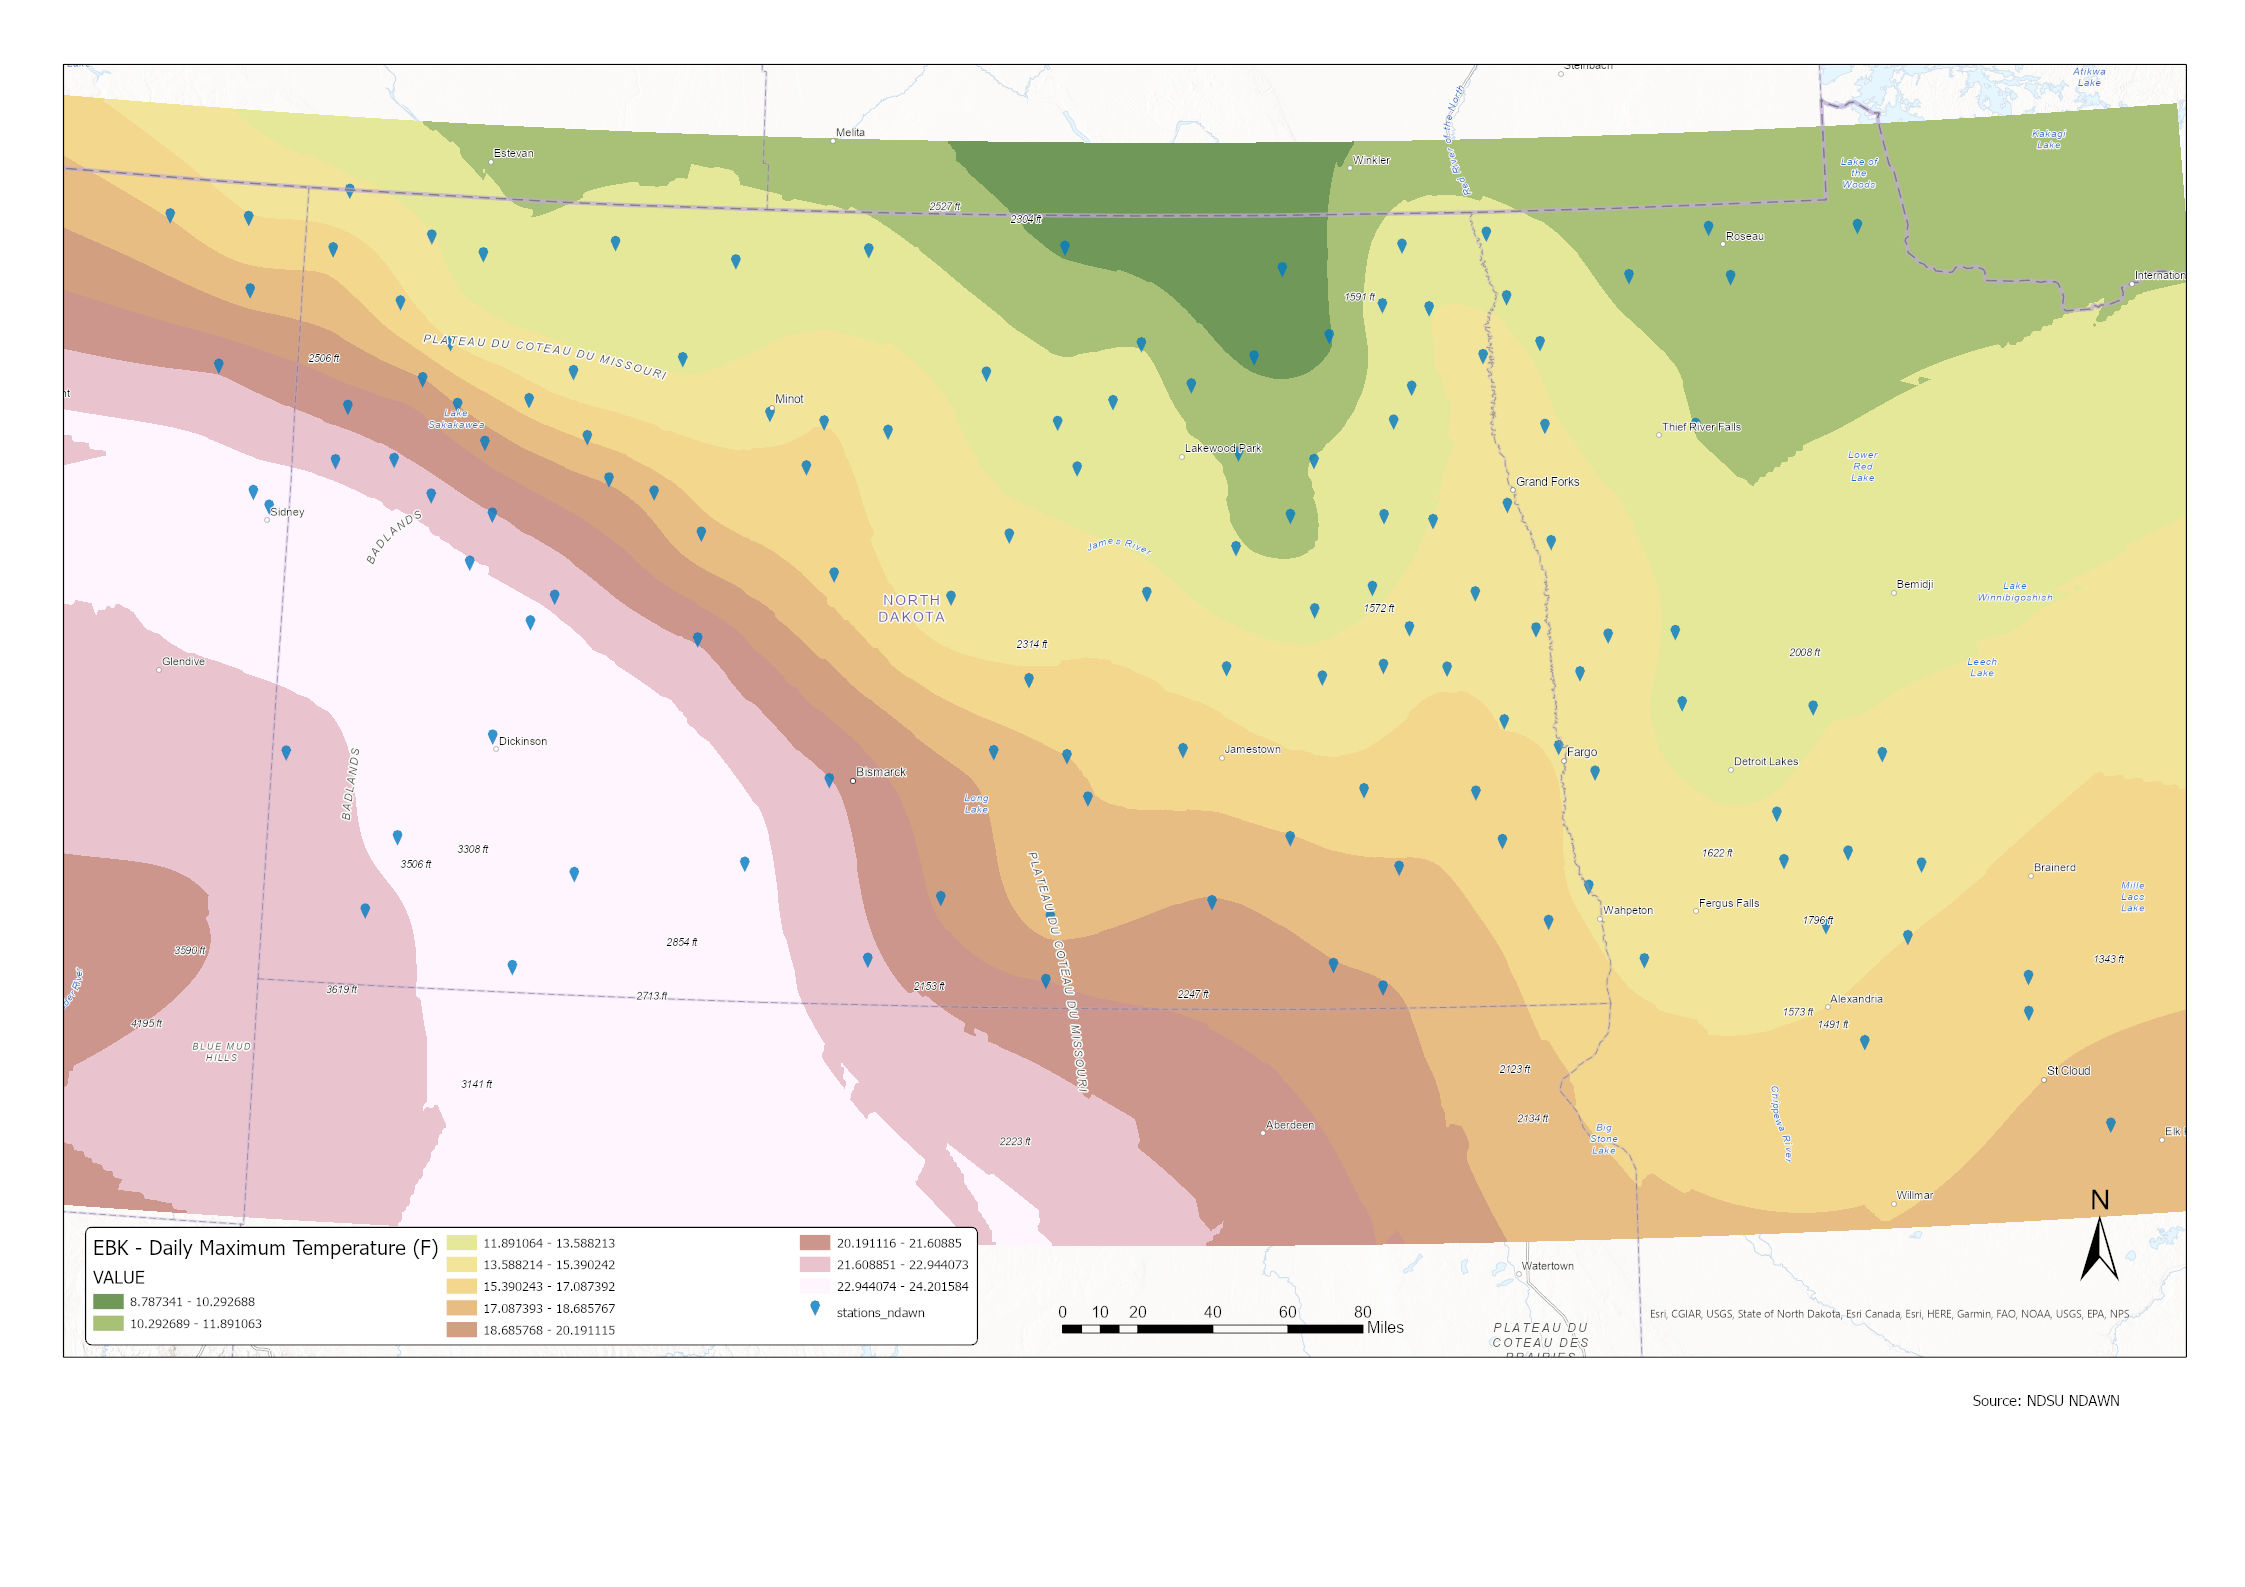 Steinbach
Atikwa
Lake
Red River of the North
Melita
Kakagi
Lake
Estevan
Winkler
Lake of
the
Woods
2527 ft
2304 ft
Roseau
Internation
1591 ft
PLATEAU DU COTEAU DU MISSOURI
2506 ft
nt
Minot
Lake
Sakakawea
Thief River Falls
Lakewood Park
Lower
Red
Lake
Grand Forks
Sidney
BADLANDS
James River
Bemidji
Lake
Winnibigoshish
NORTH
DAKOTA
1572 ft
2314 ft
2008 ft
Leech
Lake
Glendive
Dickinson
Jamestown
Fargo
Detroit Lakes
Bismarck
BADLANDS
Long
Lake
3308 ft
3506 ft
1622 ft
Brainerd
PLATEAU DU COTEAU DU MISSOURI
Mille
Lacs
Lake
Wahpeton
Fergus Falls
1796 ft
3590 ft
2854 ft
1343 ft
River
3619 ft
2713 ft
2153 ft
2247 ft
Alexandria
1573 ft
1491 ft
4195 ft
BLUE MUD
HILLS
3141 ft
2123 ft
St Cloud
Chippewa River
2134 ft
Aberdeen
Big
Stone
Lake
2223 ft
Elk
Willmar
N
EBK - Daily Maximum Temperature (F)
VALUE
8.787341 - 10.292688
10.292689 - 11.891063
11.891064 - 13.588213
13.588214 - 15.390242
15.390243 - 17.087392
17.087393 - 18.685767
18.685768 - 20.191115
20.191116 - 21.60885
21.608851 - 22.944073
22.944074 - 24.201584
stations_ndawn
Watertown
0 10 20 40 60 80
Miles
PLATEAU DU
COTEAU DES
PRAIRIES
Esri, CGIAR, USGS, State of North Dakota, Esri Canada, Esri, HERE, Garmin, FAO, NOAA, USGS, EPA, NPS
Source: NDSU NDAWN